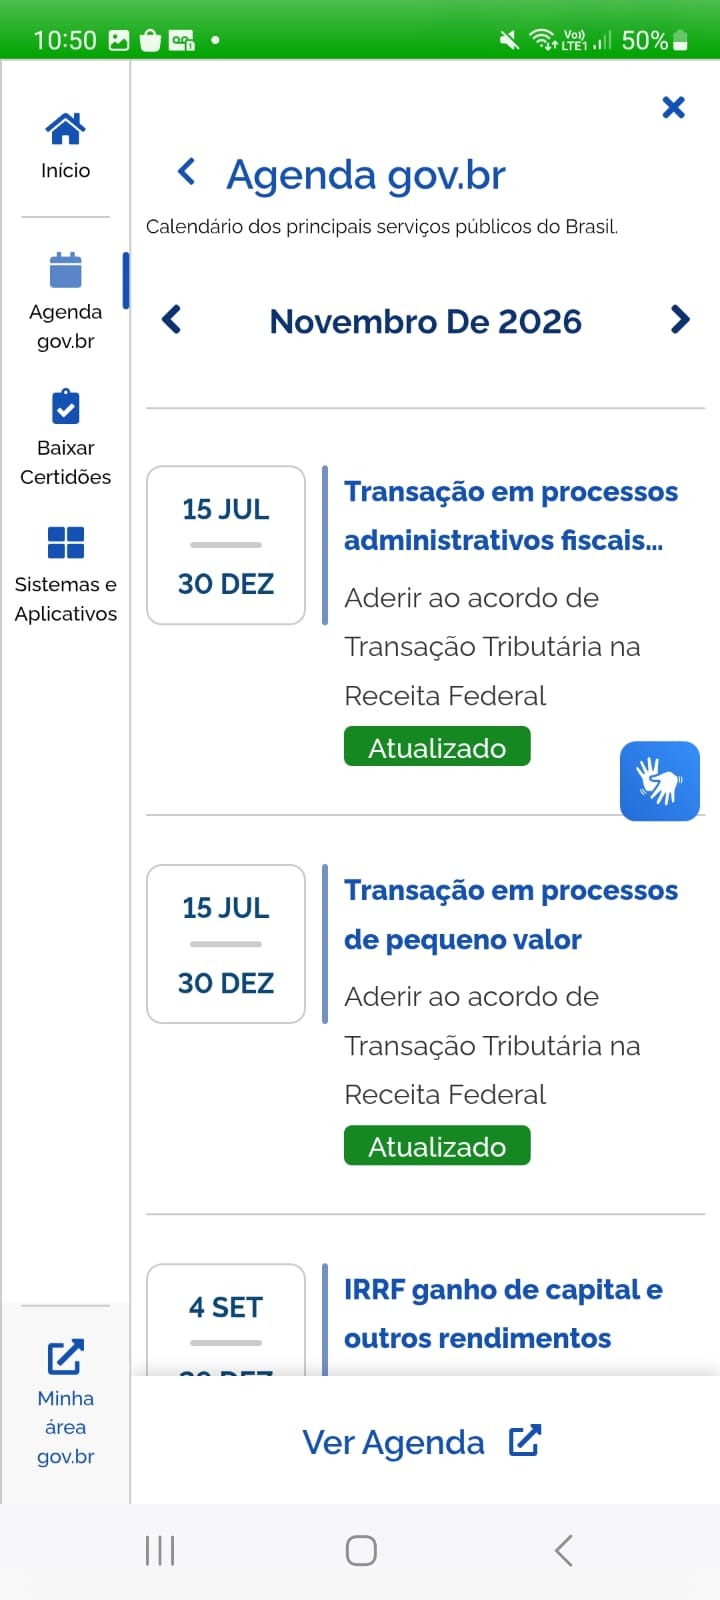 10:50
Vo)) LTE1 50%
Início
Agenda
gov.br
Baixar
Certidões
Sistemas e
Aplicativos
Minha
área
gov.br
Agenda gov.br
Calendário dos principais serviços públicos do Brasil.
Novembro De 2026
15 JUL
30 DEZ
Transação em processos
administrativos fiscais...
Aderir ao acordo de
Transação Tributária na
Receita Federal
Atualizado
15 JUL
30 DEZ
Transação em processos
de pequeno valor
Aderir ao acordo de
Transação Tributária na
Receita Federal
Atualizado
4 SET
IRRF ganho de capital e
outros rendimentos
Ver Agenda